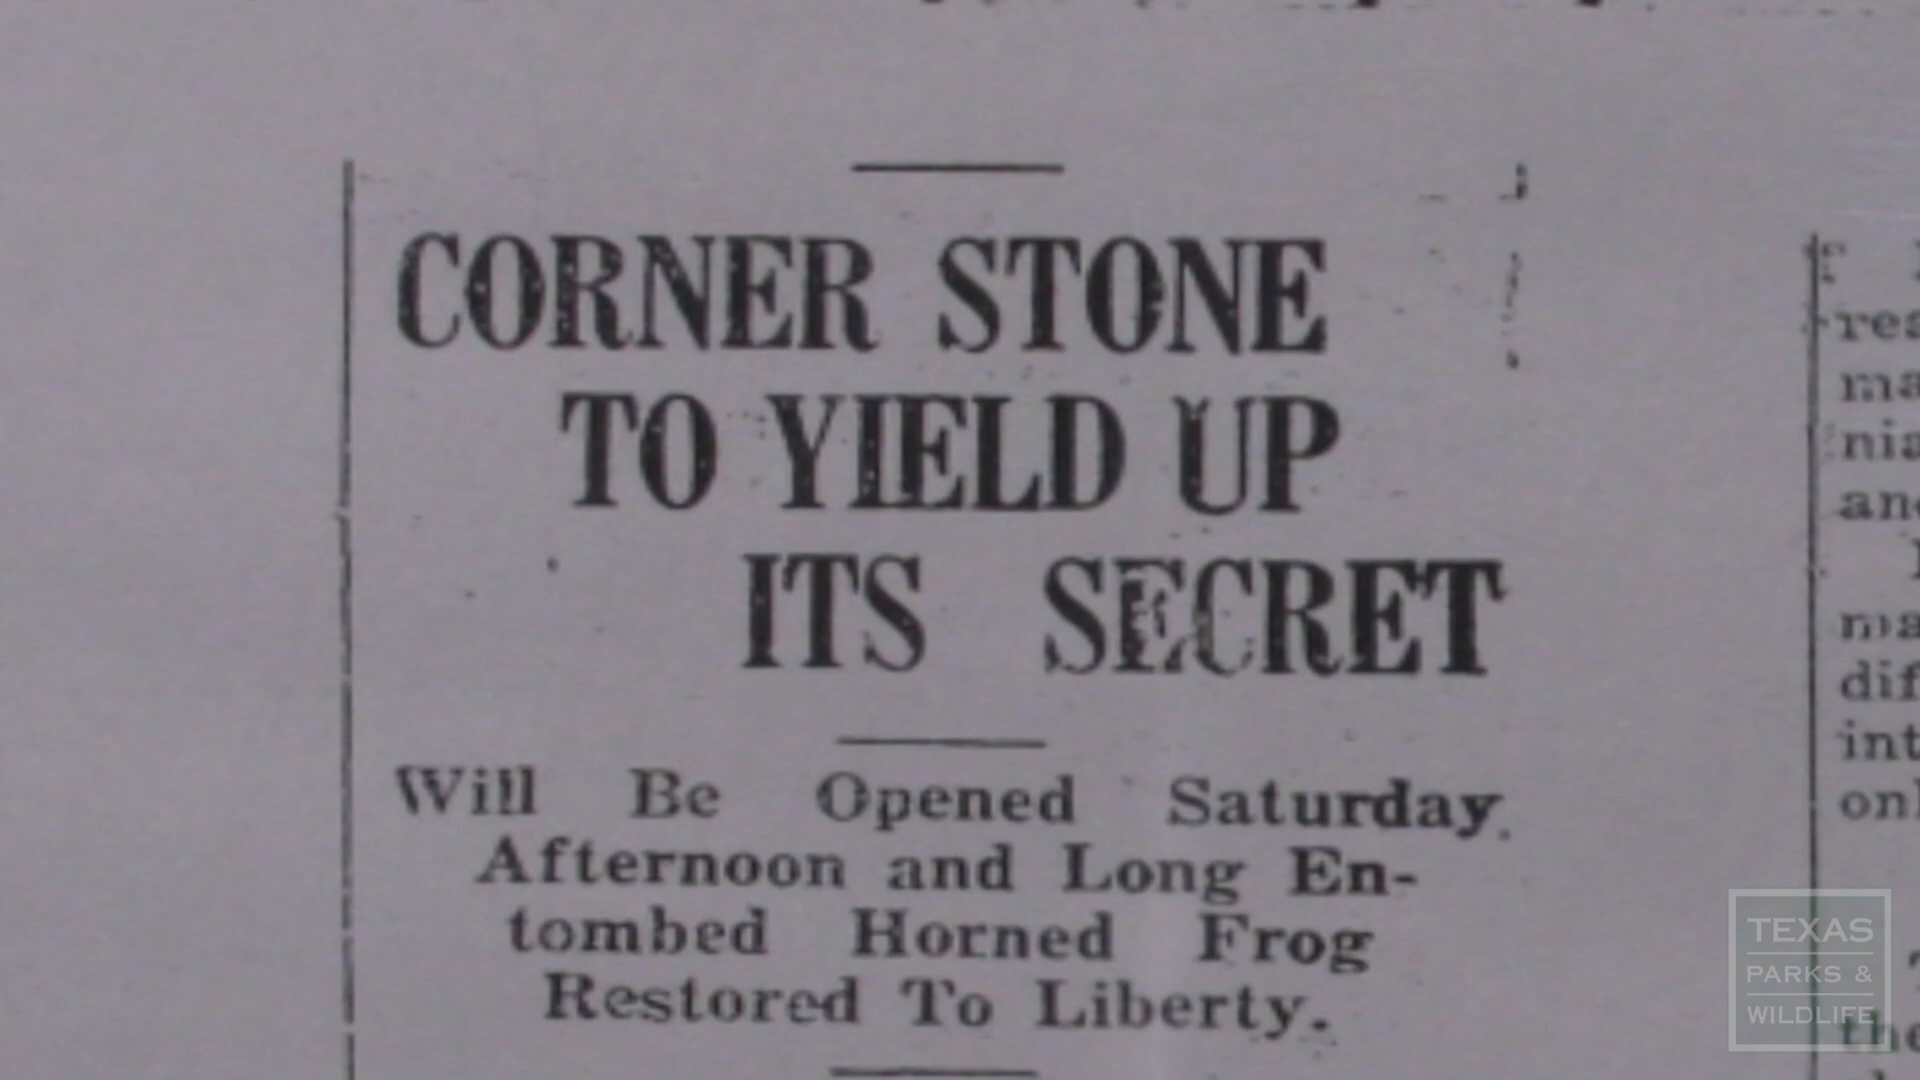 CORNER STONE
TO YIELD UP
ITS SECRET
Will Be Opened Saturday
Afternoon and Long En-
tombed Horned Frog
Restored To Liberty.
TEXAS
PARKS &
WILDLIFE